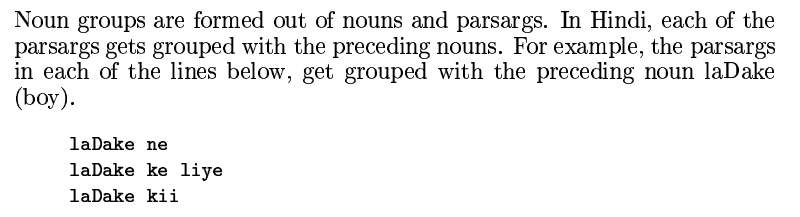 Noun groups are formed out of nouns and parsargs. In Hindi, each of the
parsargs gets grouped with the preceding nouns. For example, the parsargs
in each of the lines below, get grouped with the preceding noun laDake
(boy).
laDake ne
laDake ke liye
laDake kii